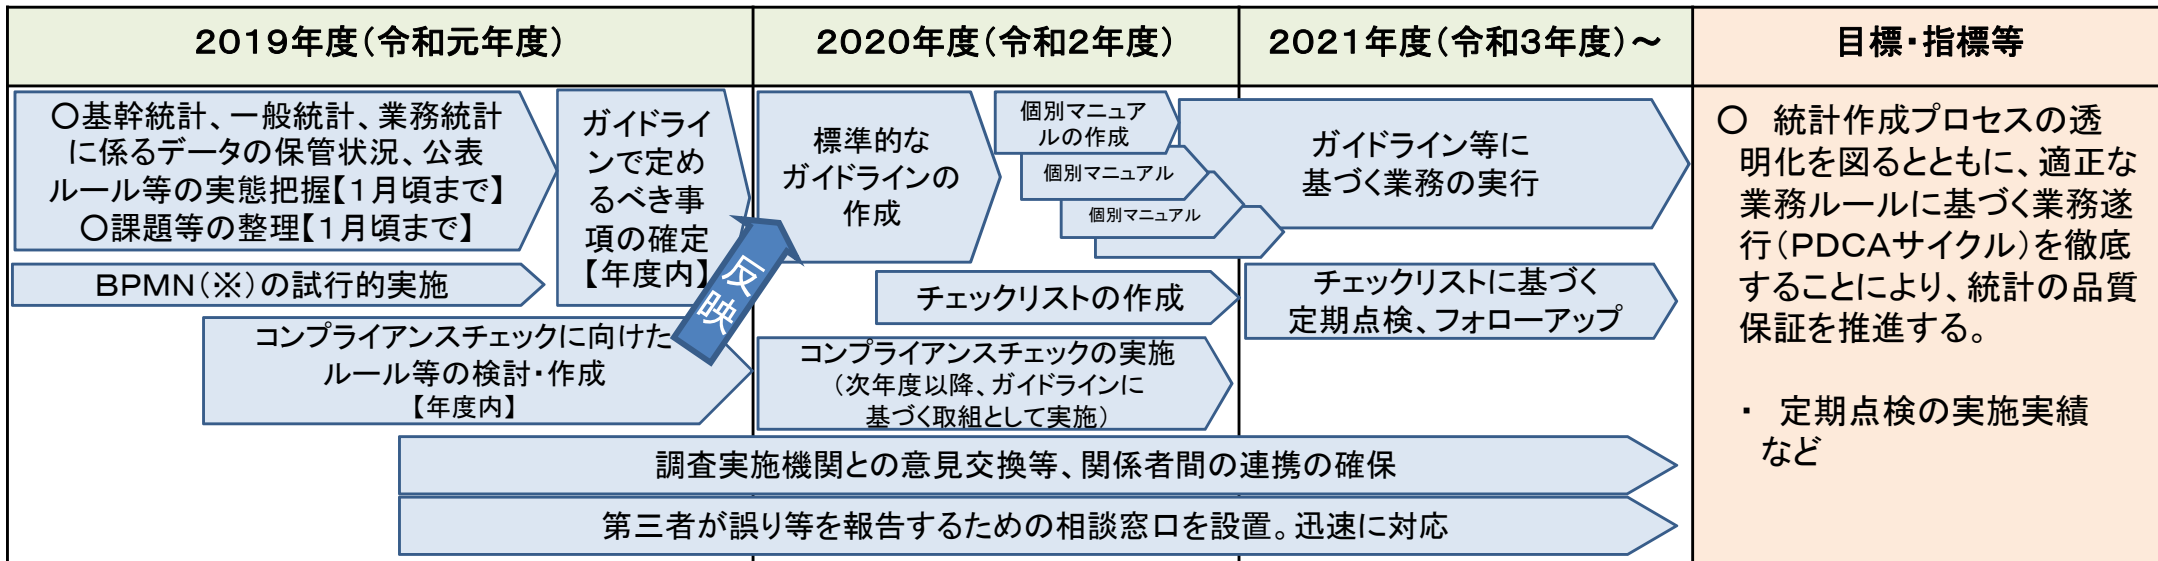 2019年度(令和元年度)
2020年度(令和2年度)
2021年度(令和3年度)～
目標・指標等
○基幹統計、一般統計、業務統計
に係るデータの保管状況、公表
ルール等の実態把握【1月頃まで】
○課題等の整理【1月頃まで】
BPMN(※)の試行的実施
ガイドライ
ンで定め
るべき事
項の確定
【年度内】
コンプライアンスチェックに向けた
ルール等の検討・作成
【年度内】
反映
標準的な
ガイドラインの
作成
個別マニュア
ルの作成
個別マニュアル
個別マニュアル
チェックリストの作成
コンプライアンスチェックの実施
(次年度以降、ガイドラインに
基づく取組として実施)
ガイドライン等に
基づく業務の実行
チェックリストに基づく
定期点検、フォローアップ
調査実施機関との意見交換等、関係者間の連携の確保
第三者が誤り等を報告するための相談窓口を設置。迅速に対応
○ 統計作成プロセスの透
明化を図るとともに、適正な
業務ルールに基づく業務遂
行(PDCAサイクル)を徹底
することにより、統計の品質
保証を推進する。
・ 定期点検の実施実績
など